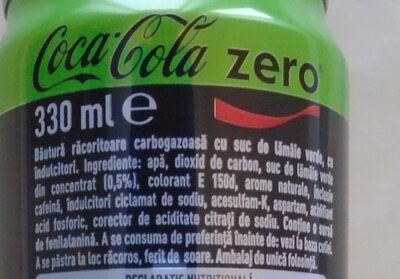 Coca-Cola zero
330 ml e
Băutură răcoritoare carbogazoasă cu suc de lămâie verde, cu
îndulcitori. Ingrediente: apă, dioxid de carbon, suc de lămâie verde
din concentrat (0,5%), colorant E 150d, arome naturale, inclusiv
cafeină, îndulcitori ciclamat de sodiu, acesulfam-K, aspartam, acidifiant
acid fosforic, corector de aciditate citrați de sodiu. Conține o sursă
de fenilalanină. A se consuma de preferință înainte de: vezi la baza cutiei.
A se păstra la loc răcoros, ferit de soare. Ambalaj de unică folosință.
DECLARAȚIE NUTRIȚIONALĂ